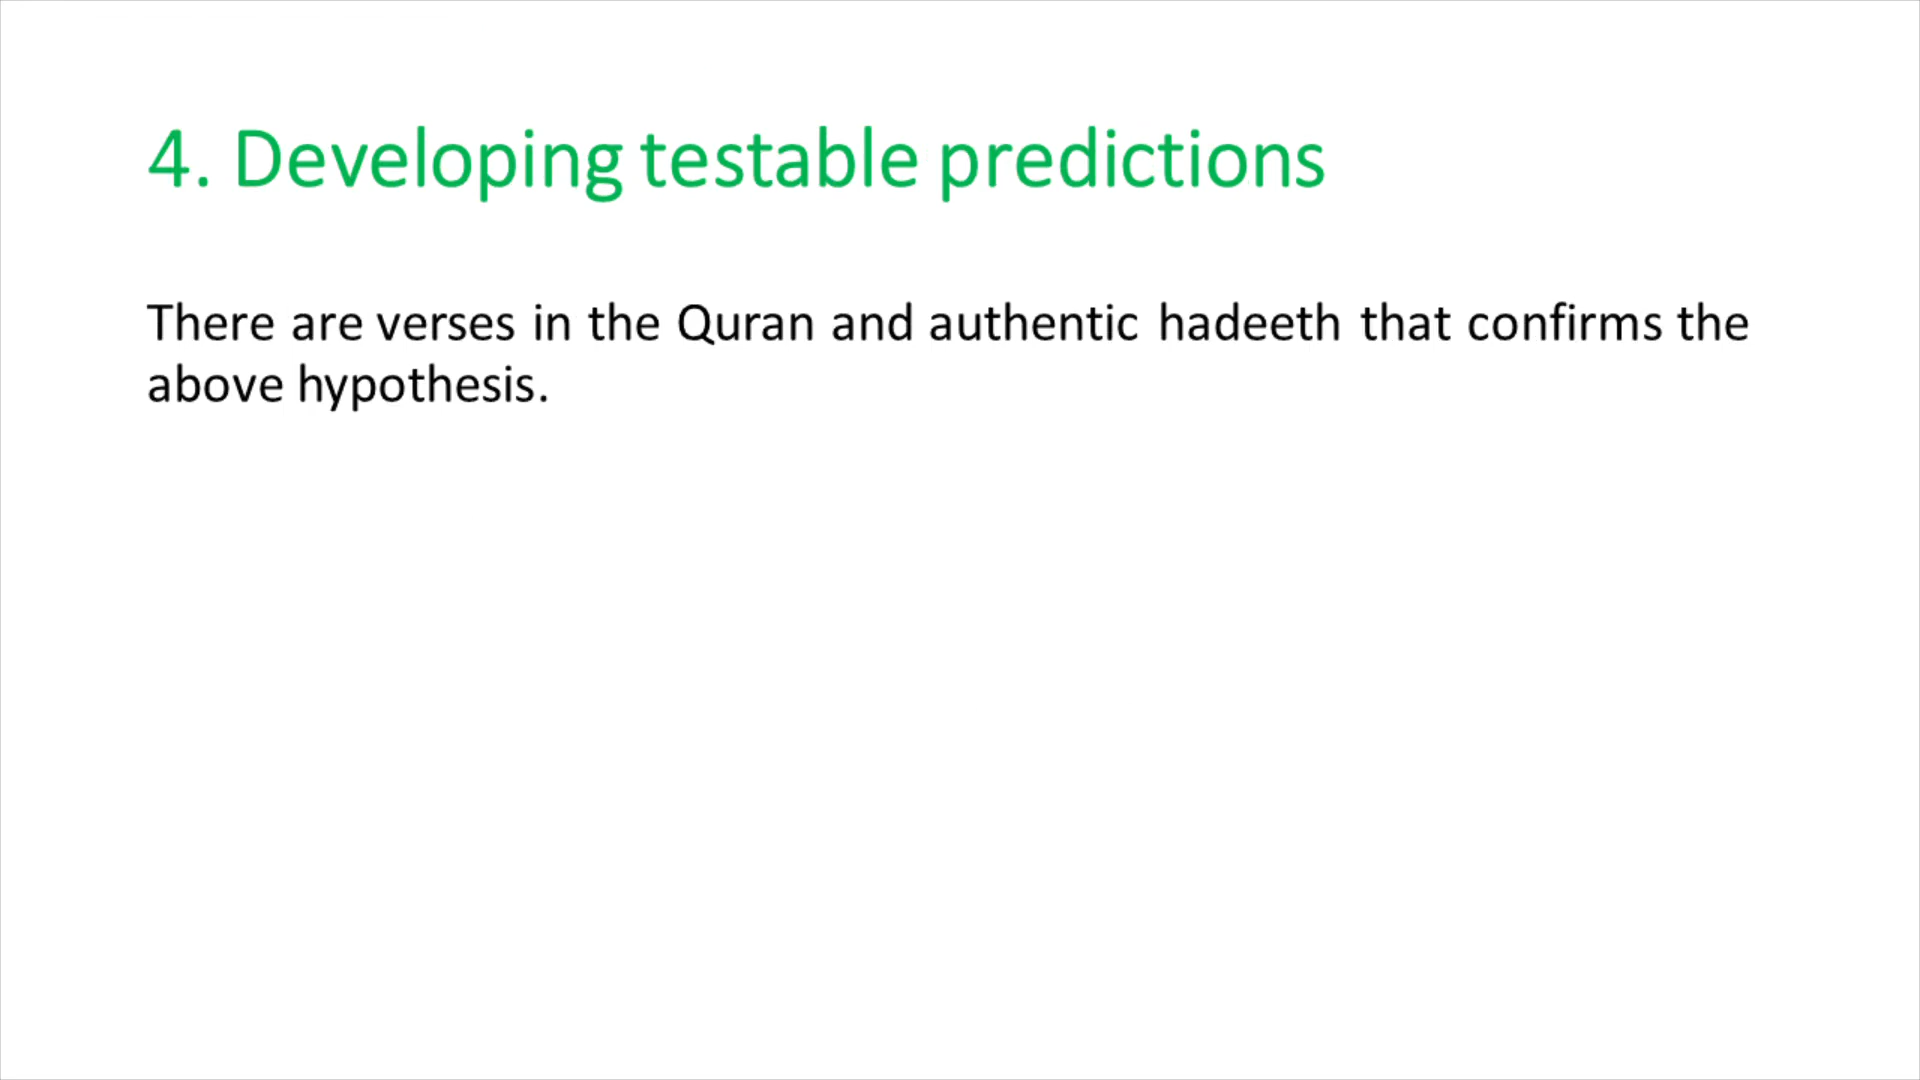 4. Developing testable predictions
There are verses in the Quran and authentic hadeeth that confirms the
above hypothesis.